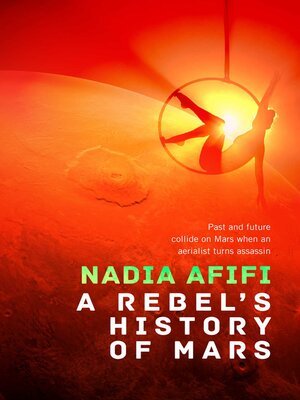 Past and future
collide on Mars when an
aerialist turns assassin
NADIA AFIFI
A REBEL'S
HISTORY
OF MARS